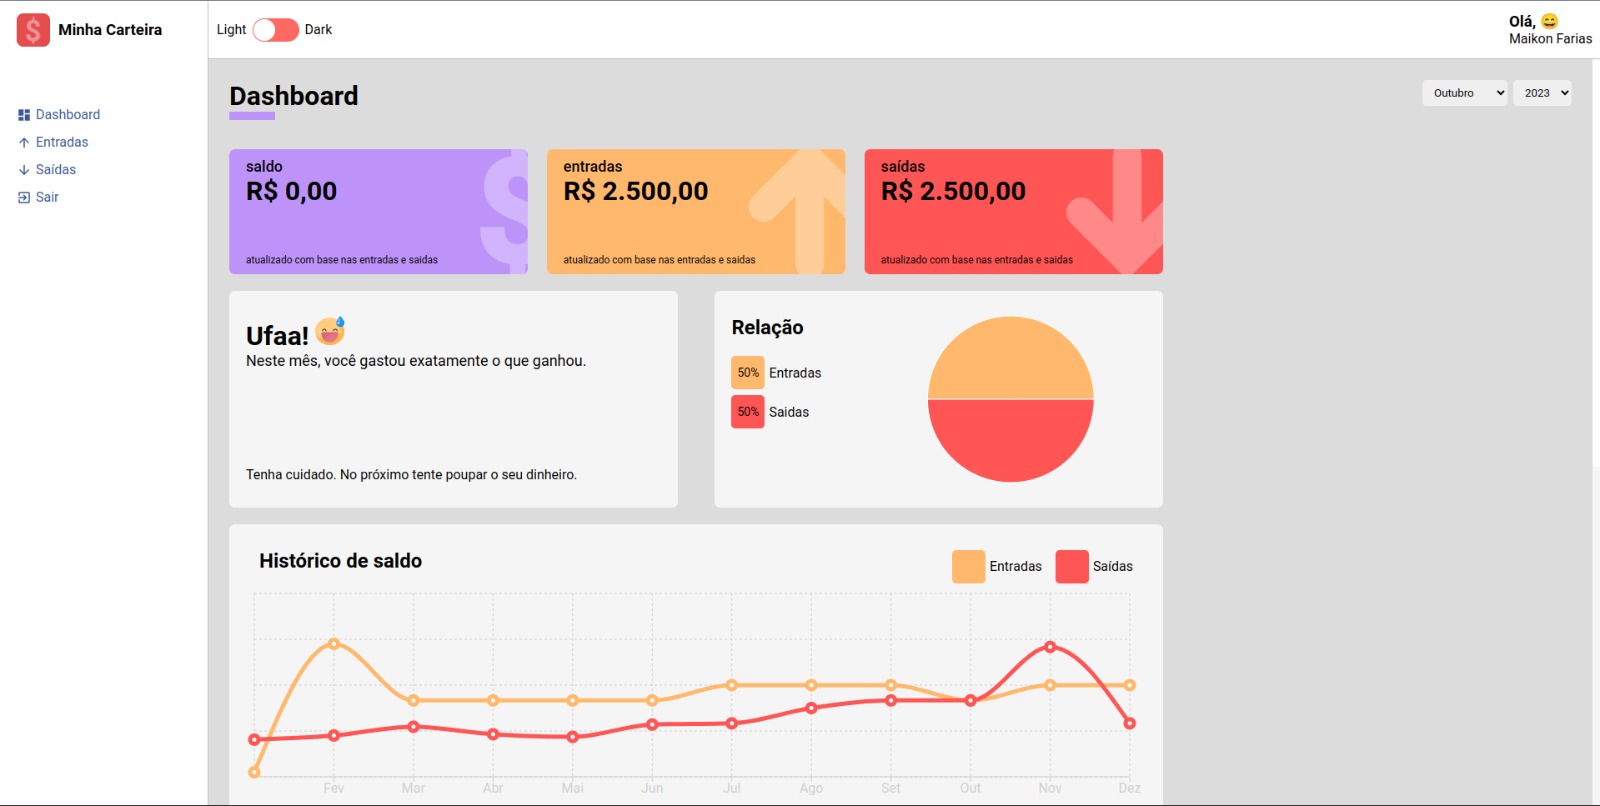 Minha Carteira
Light
Dark
Olá, 😄
Maikon Farias
Dashboard
Entradas
Saídas
Sair
Dashboard
Outubro
2023
saldo
R$ 0,00
atualizado com base nas entradas e saidas
entradas
R$ 2.500,00
atualizado com base nas entradas e saidas
saídas
R$ 2.500,00
atualizado com base nas entradas e saidas
Ufaa! 😅
Neste mês, você gastou exatamente o que ganhou.
Tenha cuidado. No próximo tente poupar o seu dinheiro.
Relação
50% Entradas
50% Saidas
Histórico de saldo
Entradas
Saídas
Fev Mar Abr Mai Jun Jul Ago Set Out Nov Dez